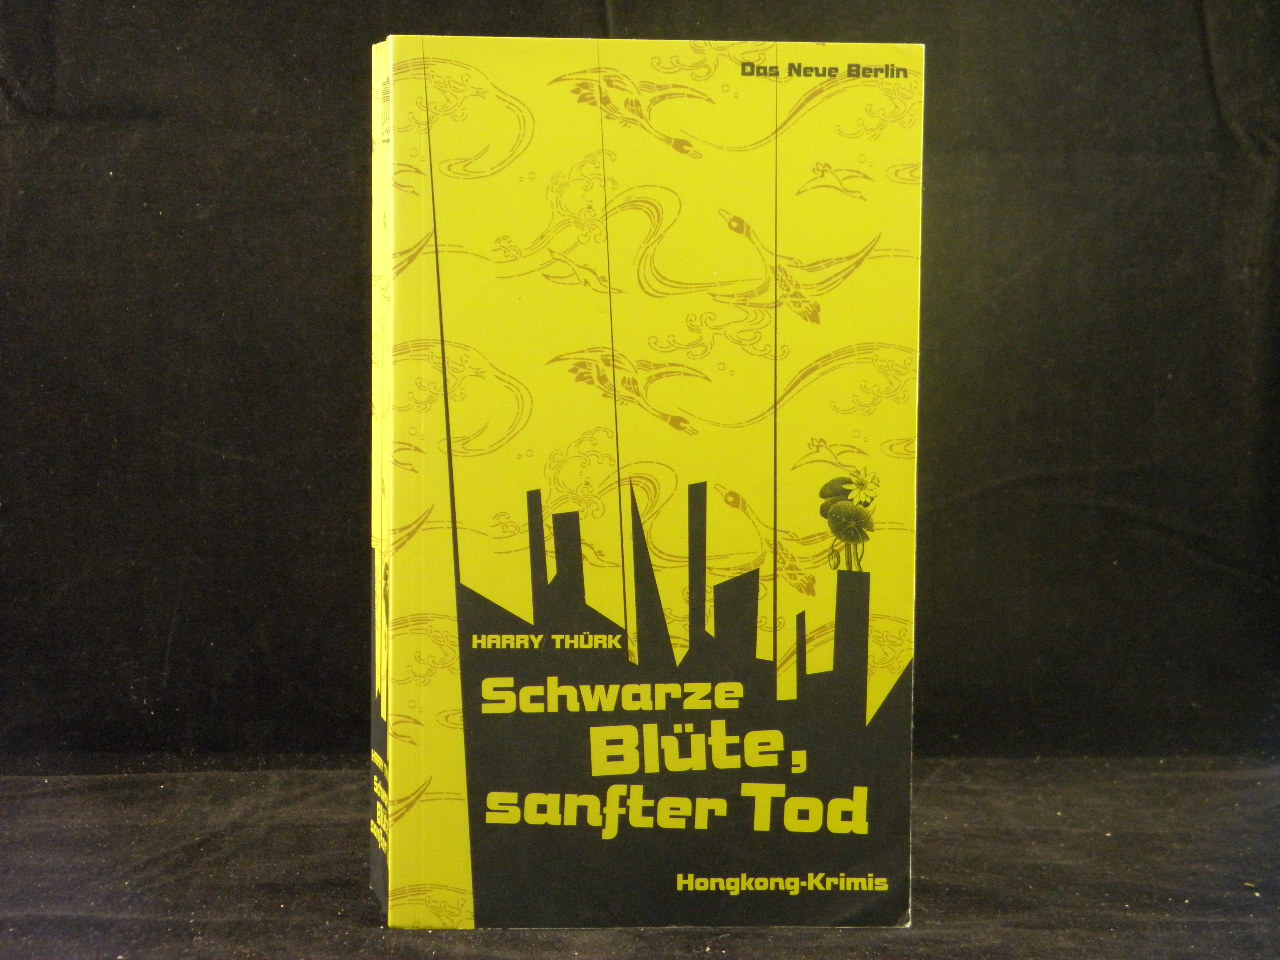 Das Neue Berlin
HARRY THÜRK
Schwarze
Blüte,
sanfter Tod
Hongkong-Krimis